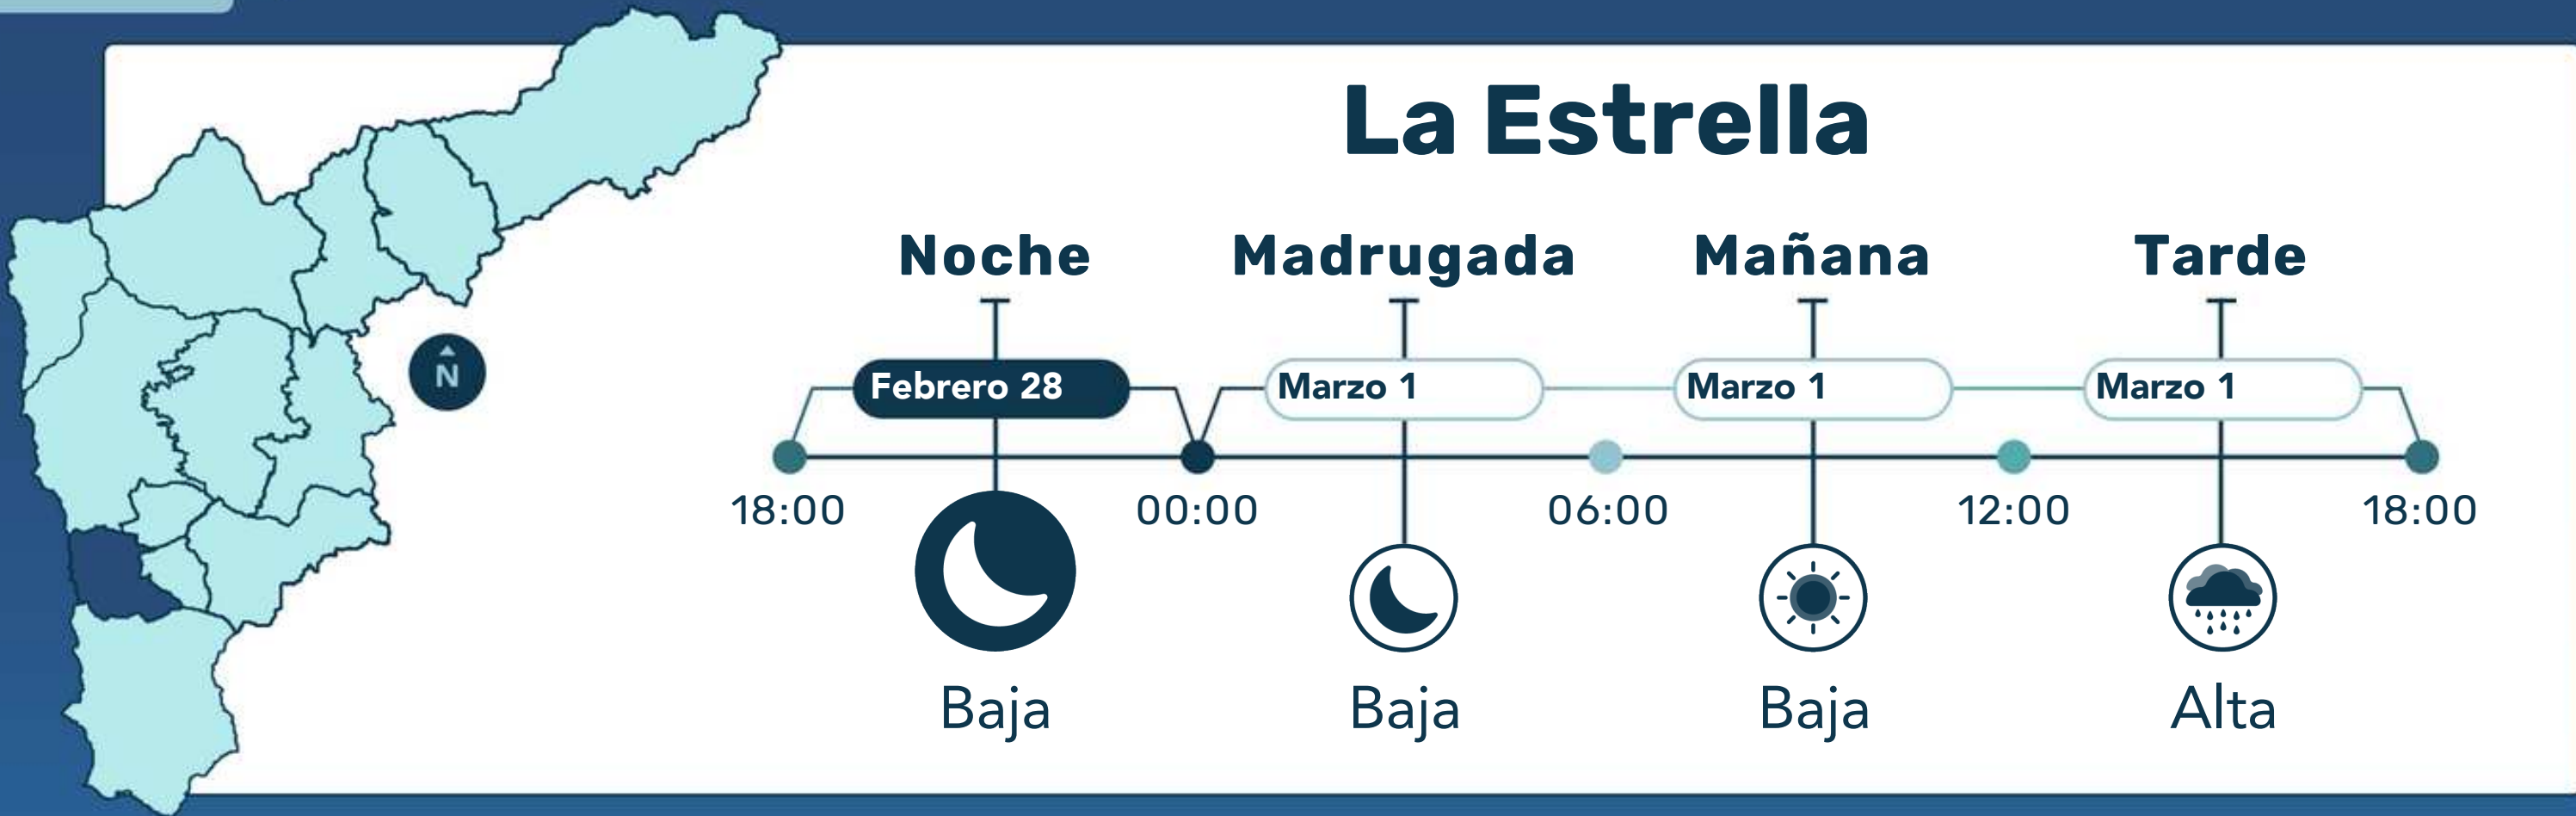 La Estrella
Noche Madrugada Mañana Tarde
Febrero 28 Marzo 1 Marzo 1 Marzo 1
N
18:00 00:00 06:00 12:00 18:00
Baja Baja Baja Alta